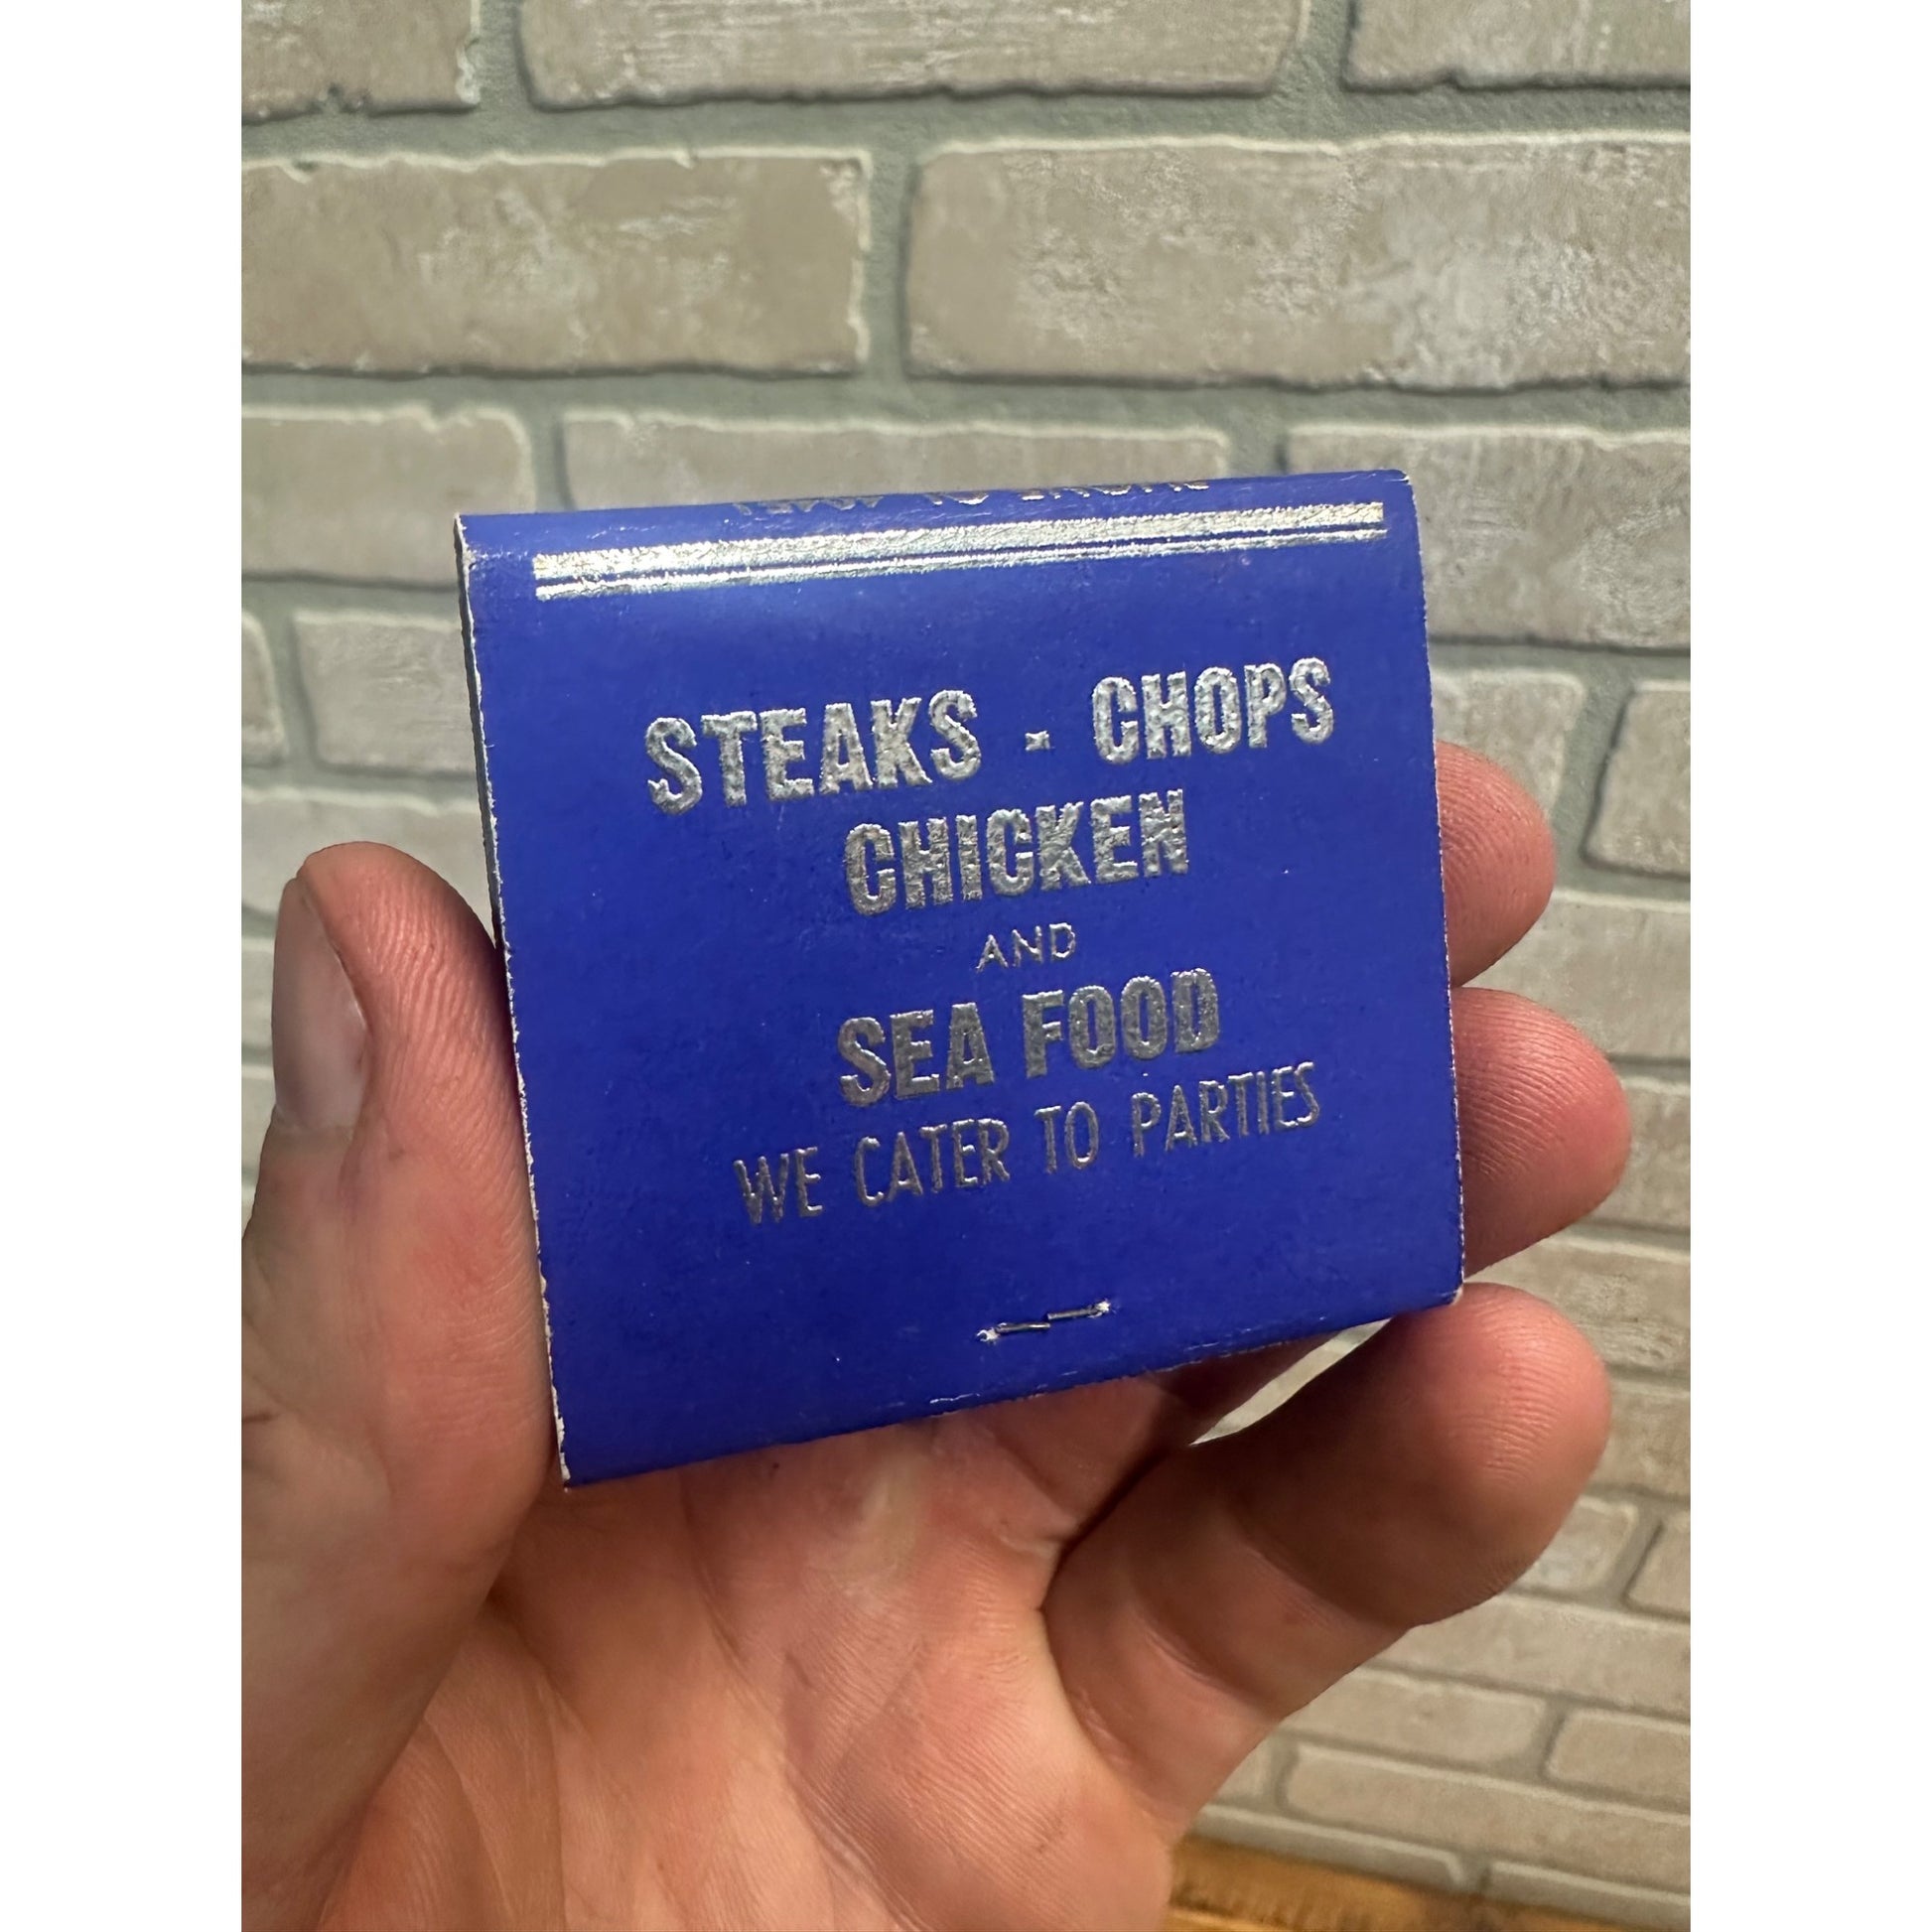 STEAKS - CHOPS
CHICKEN
AND
SEA FOOD
WE CATER TO PARTIES